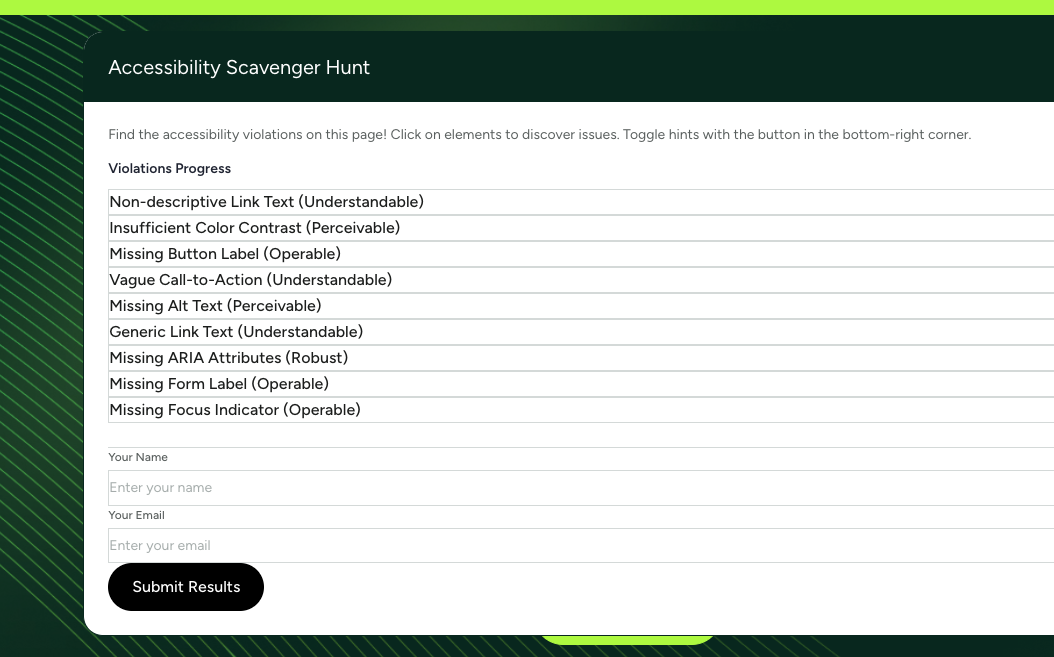 Accessibility Scavenger Hunt
Find the accessibility violations on this page! Click on elements to discover issues. Toggle hints with the button in the bottom-right corner.
Violations Progress
Non-descriptive Link Text (Understandable)
Insufficient Color Contrast (Perceivable)
Missing Button Label (Operable)
Vague Call-to-Action (Understandable)
Missing Alt Text (Perceivable)
Generic Link Text (Understandable)
Missing ARIA Attributes (Robust)
Missing Form Label (Operable)
Missing Focus Indicator (Operable)
Your Name
Enter your name
Your Email
Enter your email
Submit Results